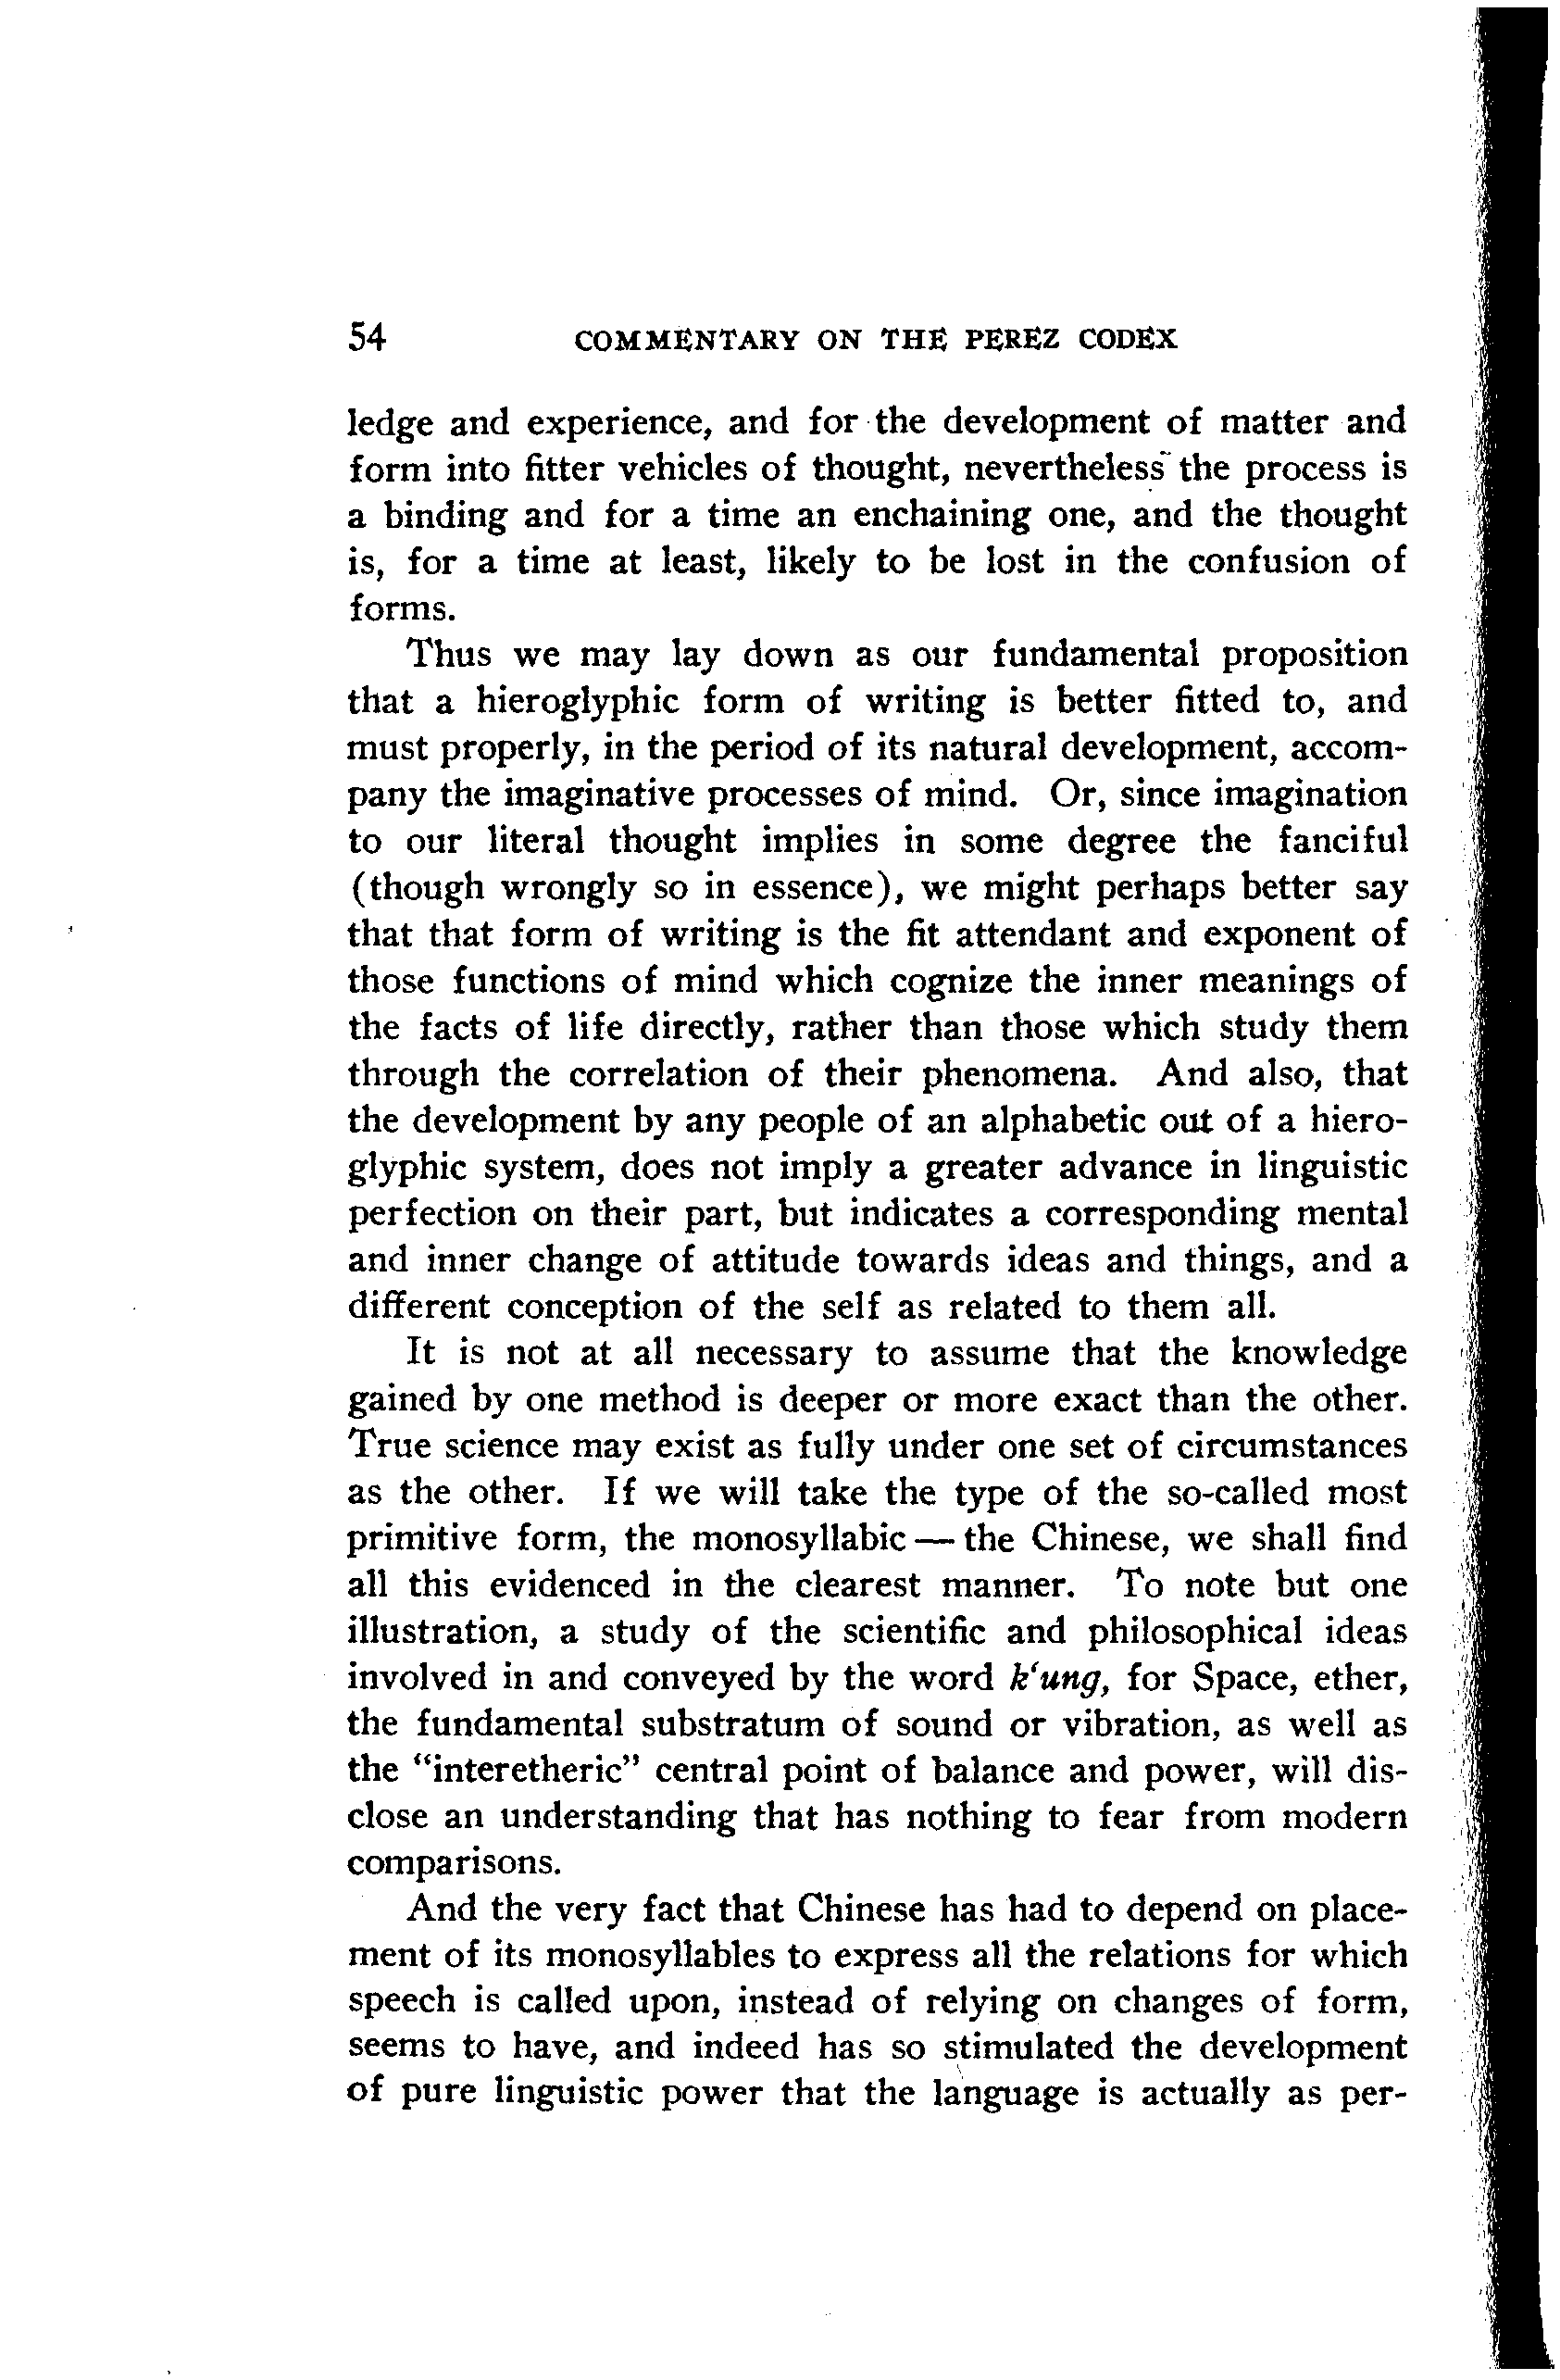 54 COMMENTARY ON THE PEREZ CODEX
ledge and experience, and for the development of matter and
form into fitter vehicles of thought, nevertheless the process is
a binding and for a time an enchaining one, and the thought
is, for a time at least, likely to be lost in the confusion of
forms.
Thus we may lay down as our fundamental proposition
that a hieroglyphic form of writing is better fitted to, and
must properly, in the period of its natural development, accom-
pany the imaginative processes of mind. Or, since imagination
to our literal thought implies in some degree the fanciful
(though wrongly so in essence), we might perhaps better say
that that form of writing is the fit attendant and exponent of
those functions of mind which cognize the inner meanings of
the facts of life directly, rather than those which study them
through the correlation of their phenomena. And also, that
the development by any people of an alphabetic out of a hiero-
glyphic system, does not imply a greater advance in linguistic
perfection on their part, but indicates a corresponding mental
and inner change of attitude towards ideas and things, and a
different conception of the self as related to them all.
It is not at all necessary to assume that the knowledge
gained by one method is deeper or more exact than the other.
True science may exist as fully under one set of circumstances
as the other. If we will take the type of the so-called most
primitive form, the monosyllabic — the Chinese, we shall find
all this evidenced in the clearest manner. To note but one
illustration, a study of the scientific and philosophical ideas
involved in and conveyed by the word k‘ung, for Space, ether,
the fundamental substratum of sound or vibration, as well as
the “interetheric” central point of balance and power, will dis-
close an understanding that has nothing to fear from modern
comparisons.
And the very fact that Chinese has had to depend on place-
ment of its monosyllables to express all the relations for which
speech is called upon, instead of relying on changes of form,
seems to have, and indeed has so stimulated the development
of pure linguistic power that the language is actually as per-